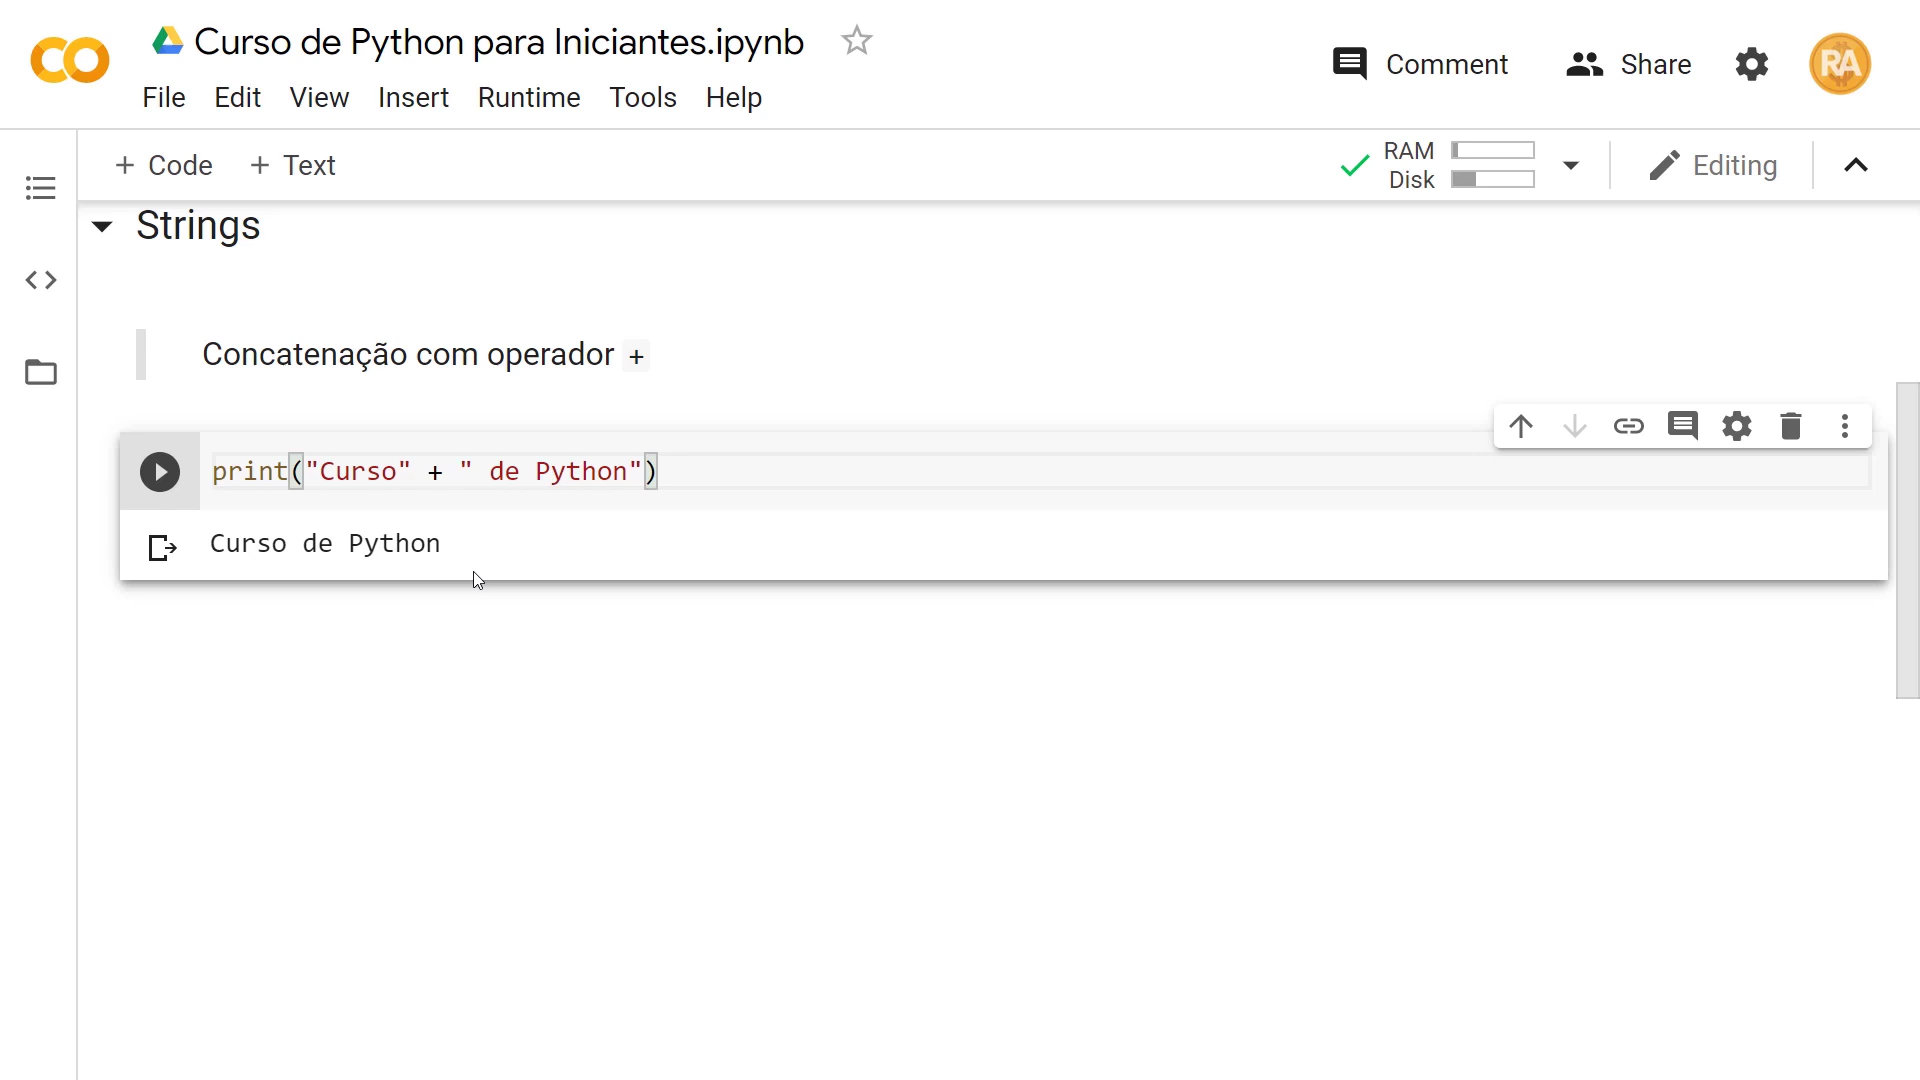 Curso de Python para Iniciantes.ipynb
File Edit View Insert Runtime Tools Help
Comment Share RA
+ Code + Text
RAM
Disk
Editing
Strings
Concatenação com operador +
print("Curso" + " de Python")
Curso de Python